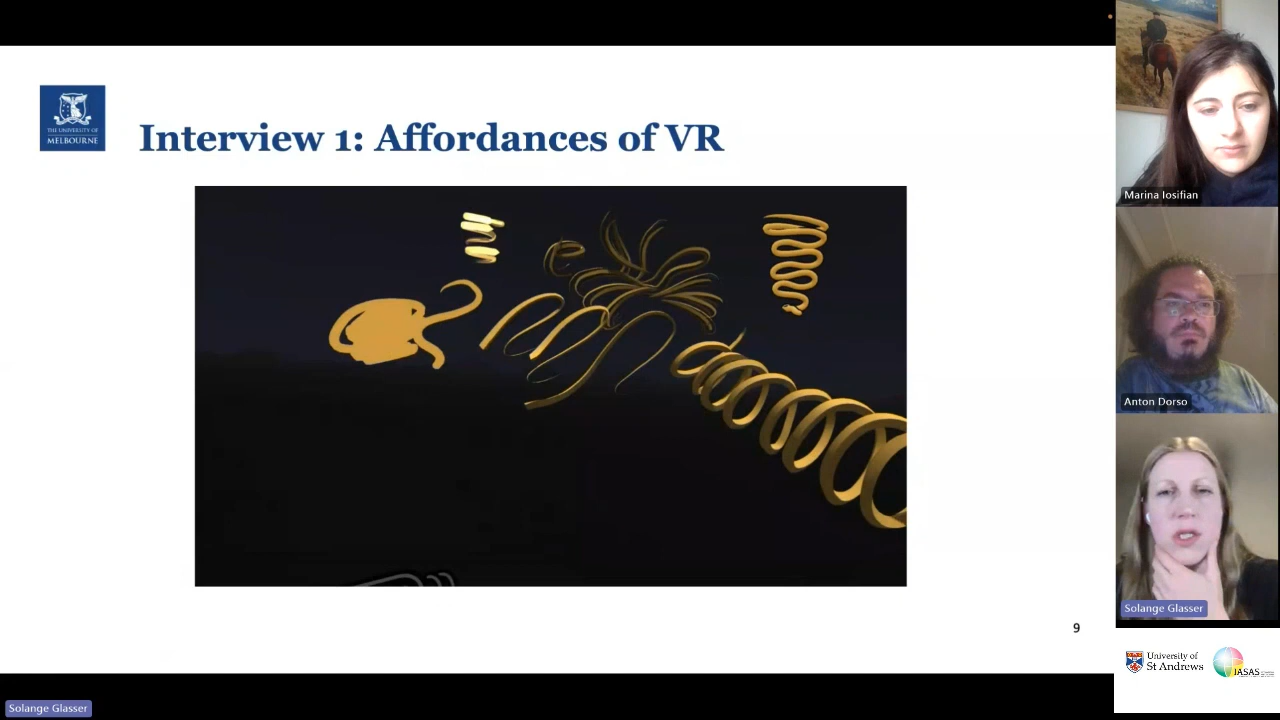 THE UNIVERSITY OF
MELBOURNE
Interview 1: Affordances of VR
9
Marina Iosifian
Anton Dorso
Solange Glasser
University of
St Andrews
IASAS
Solange Glasser